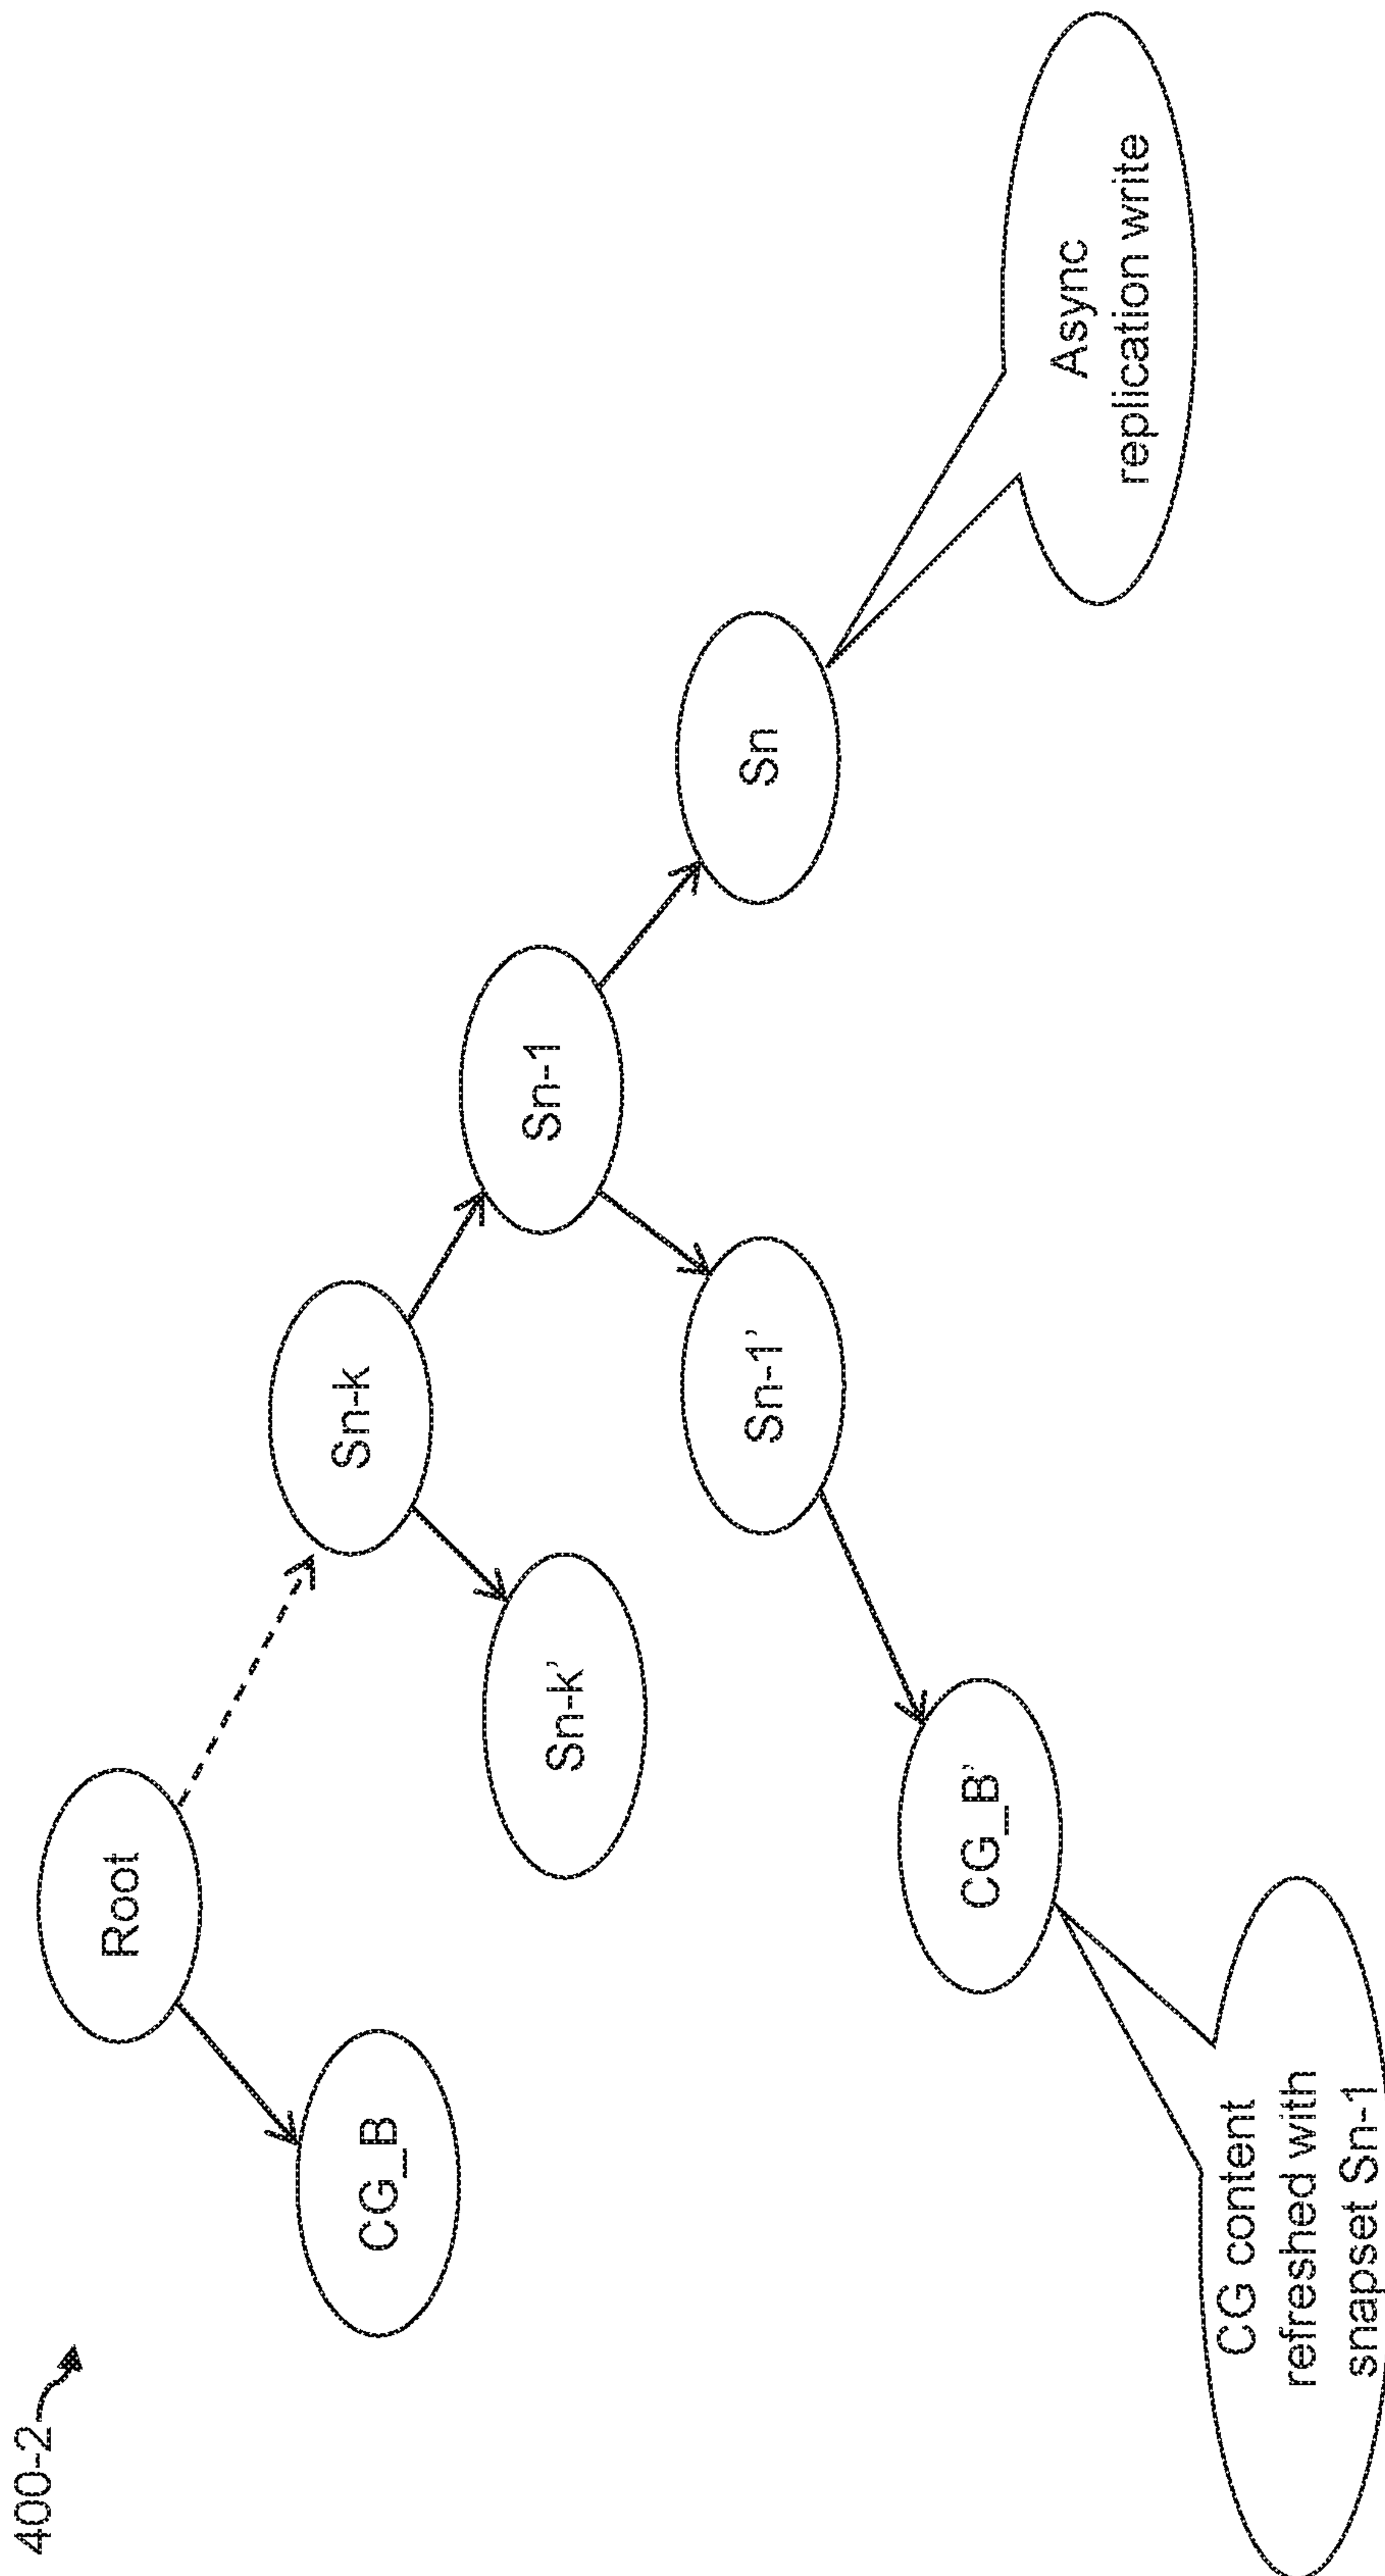 400-2
Root
CG_B
Sn-k
Sn-k’
Sn-1
Sn-1’
Sn
CG_B’
CG content
refreshed with
snapset Sn-1
Async
replication write